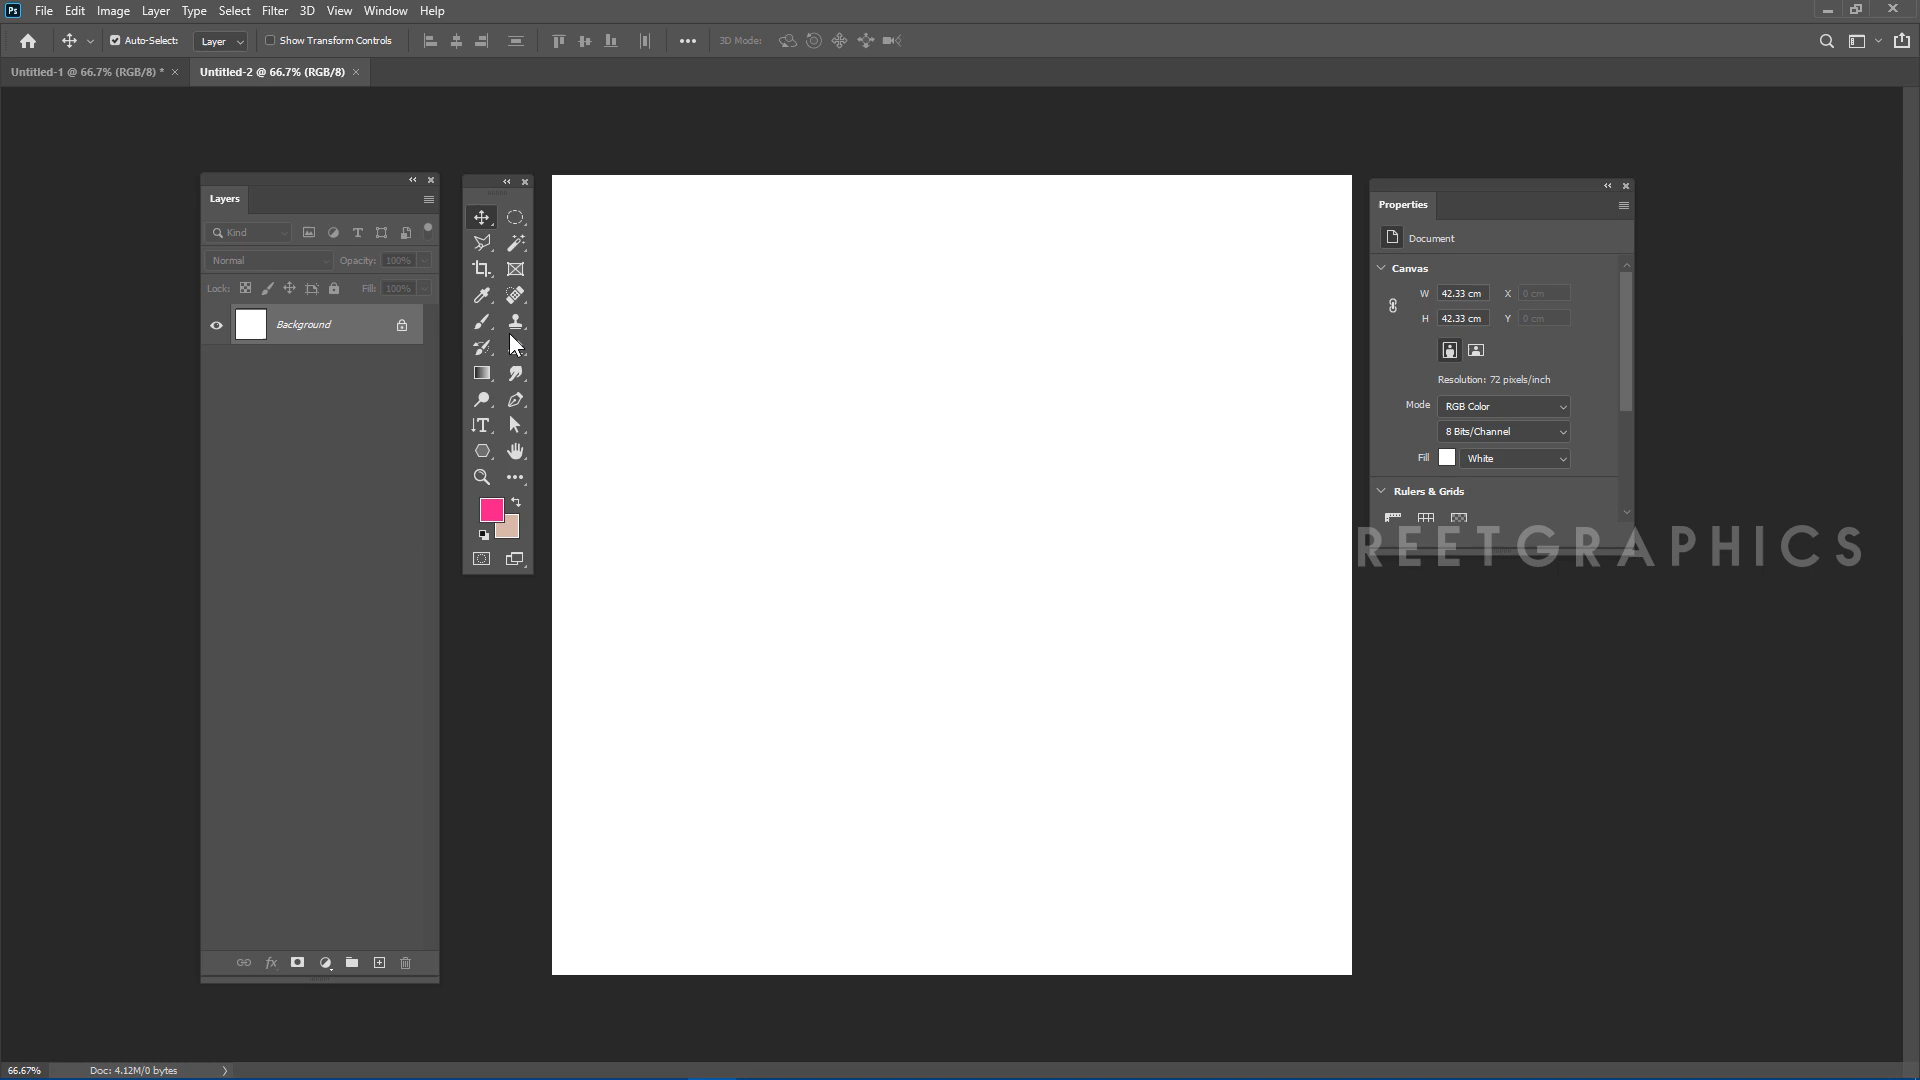 Ps File Edit Image Layer Type Select Filter 3D View Window Help
Auto-Select: Layer Show Transform Controls 3D Mode:
Untitled-1 @ 66.7% (RGB/8) * × Untitled-2 @ 66.7% (RGB/8) ×
Layers
Kind
Normal Opacity: 100%
Lock: Fill: 100%
Background
fx
Properties
Document
Canvas
W 42.33 cm X 0 cm
H 42.33 cm Y 0 cm
Resolution: 72 pixels/inch
Mode RGB Color
8 Bits/Channel
Fill White
Rulers & Grids
REETGRAPHICS
66.67% Doc: 4.12M/0 bytes